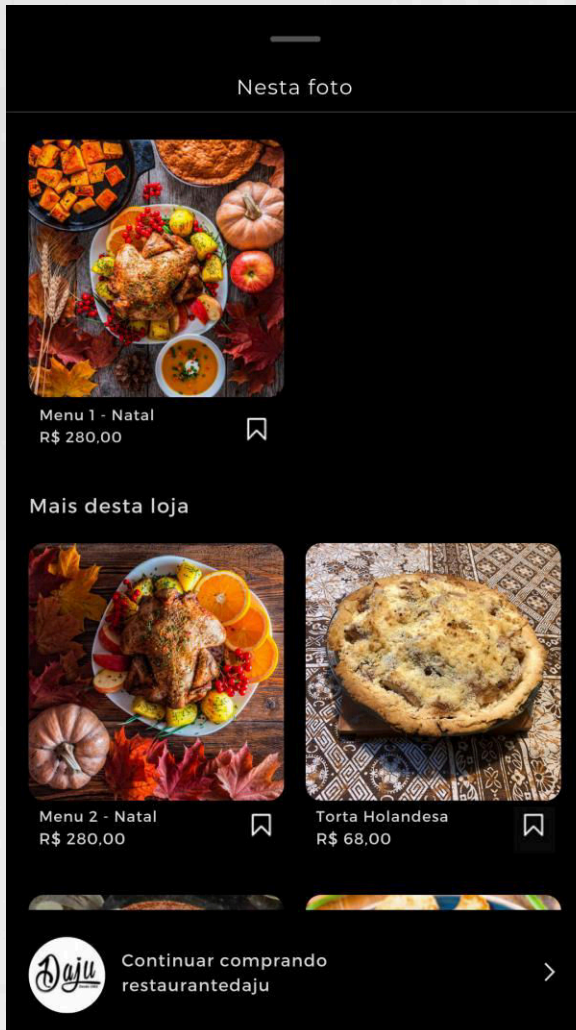 Nesta foto
Menu 1 - Natal
R$ 280,00
Mais desta loja
Menu 2 - Natal
R$ 280,00
Torta Holandesa
R$ 68,00
Daju
Continuar comprando
restaurantedaju